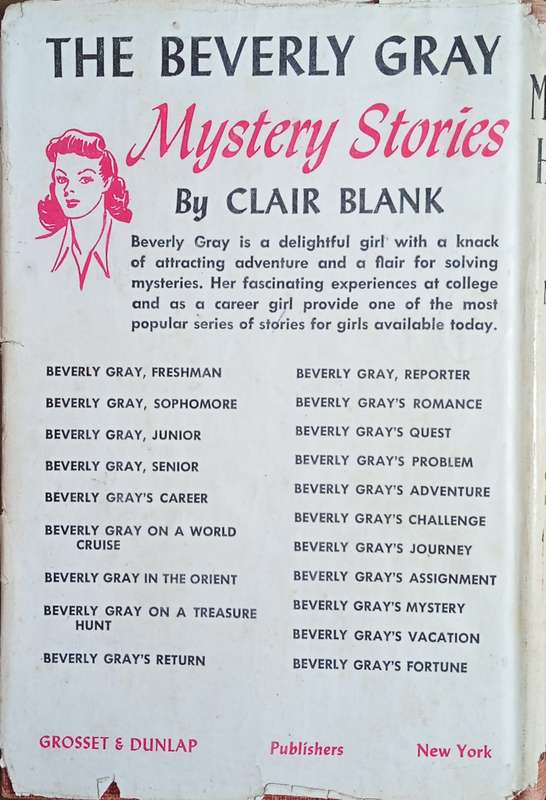 THE BEVERLY GRAY
Mystery Stories
By CLAIR BLANK
Beverly Gray is a delightful girl with a knack
of attracting adventure and a flair for solving
mysteries. Her fascinating experiences at college
and as a career girl provide one of the most
popular series of stories for girls available today.
BEVERLY GRAY, FRESHMAN
BEVERLY GRAY, SOPHOMORE
BEVERLY GRAY, JUNIOR
BEVERLY GRAY, SENIOR
BEVERLY GRAY'S CAREER
BEVERLY GRAY ON A WORLD
CRUISE
BEVERLY GRAY IN THE ORIENT
BEVERLY GRAY ON A TREASURE
HUNT
BEVERLY GRAY'S RETURN
BEVERLY GRAY, REPORTER
BEVERLY GRAY'S ROMANCE
BEVERLY GRAY'S QUEST
BEVERLY GRAY'S PROBLEM
BEVERLY GRAY'S ADVENTURE
BEVERLY GRAY'S CHALLENGE
BEVERLY GRAY'S JOURNEY
BEVERLY GRAY'S ASSIGNMENT
BEVERLY GRAY'S MYSTERY
BEVERLY GRAY'S VACATION
BEVERLY GRAY'S FORTUNE
GROSSET & DUNLAP Publishers New York